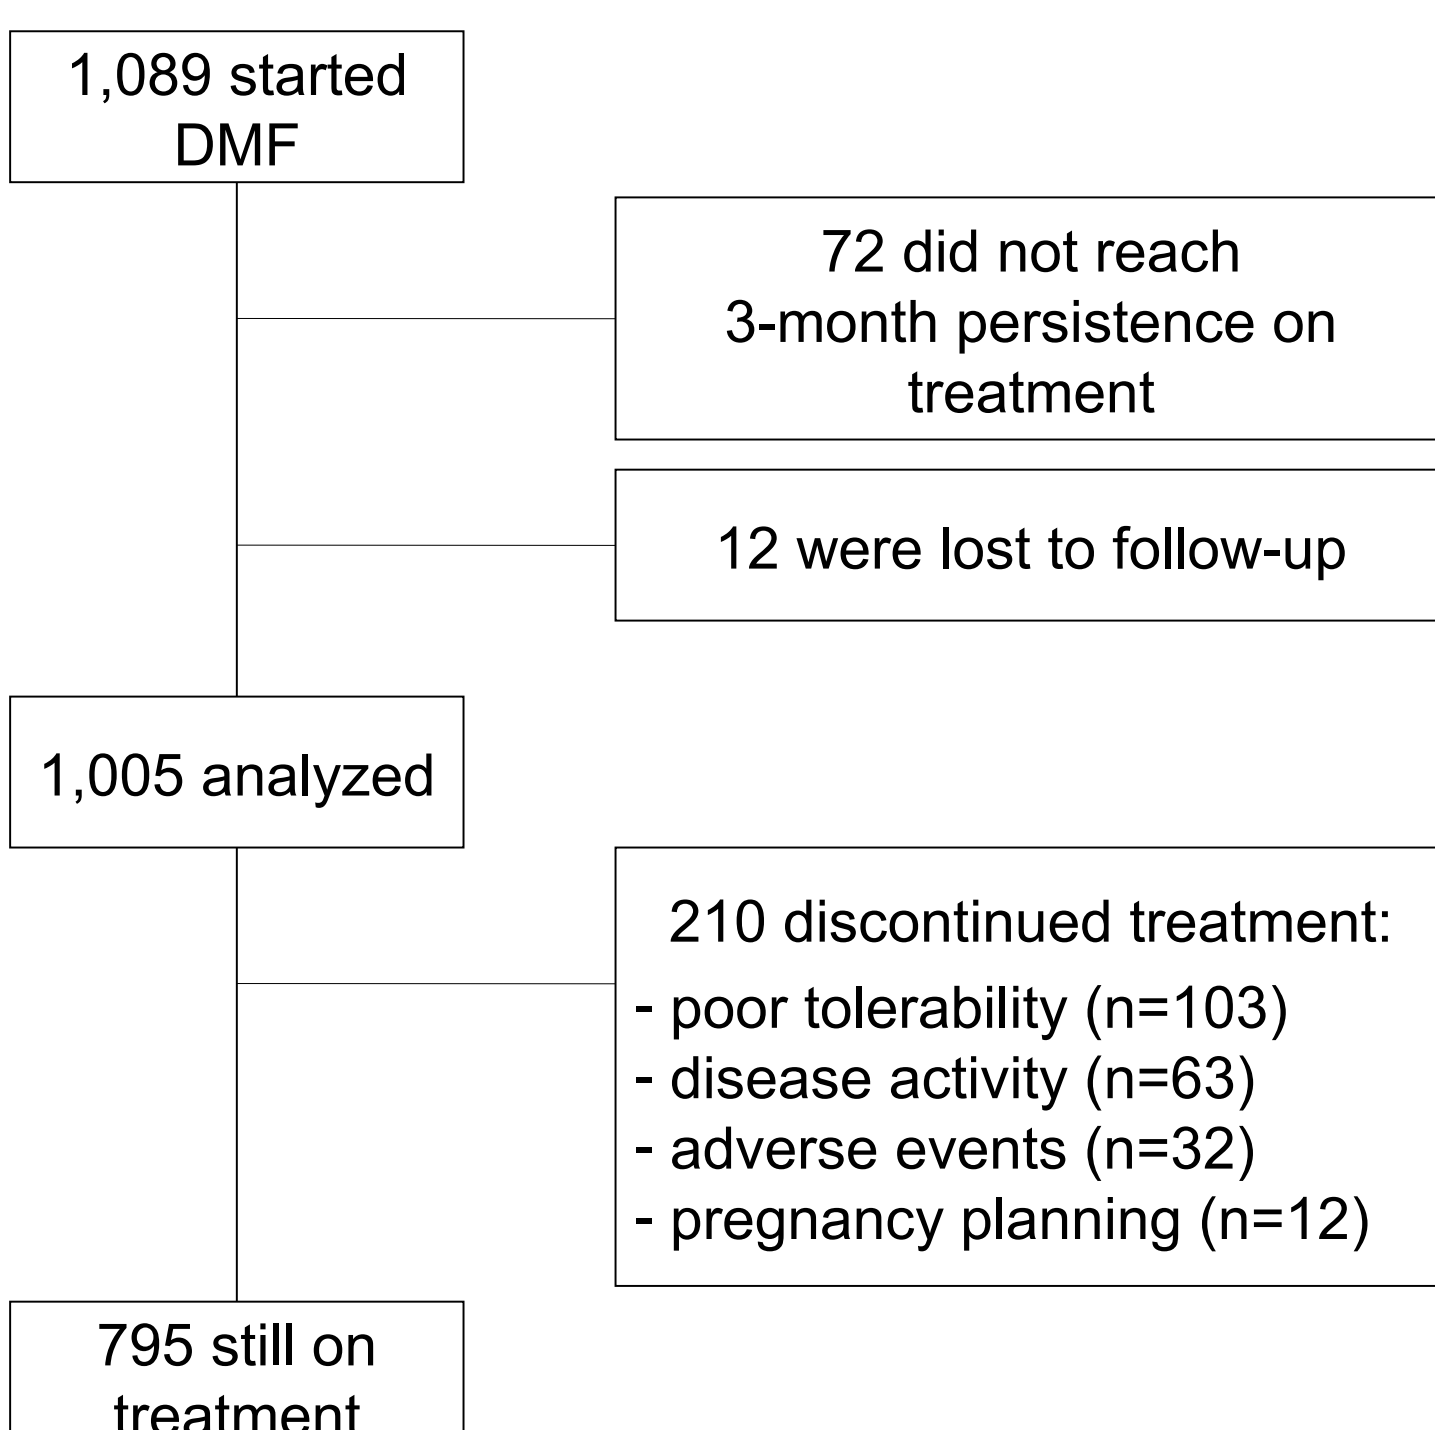 1,089 started
DMF
72 did not reach
3-month persistence on
treatment
12 were lost to follow-up
1,005 analyzed
210 discontinued treatment:
- poor tolerability (n=103)
- disease activity (n=63)
- adverse events (n=32)
- pregnancy planning (n=12)
795 still on
treatment